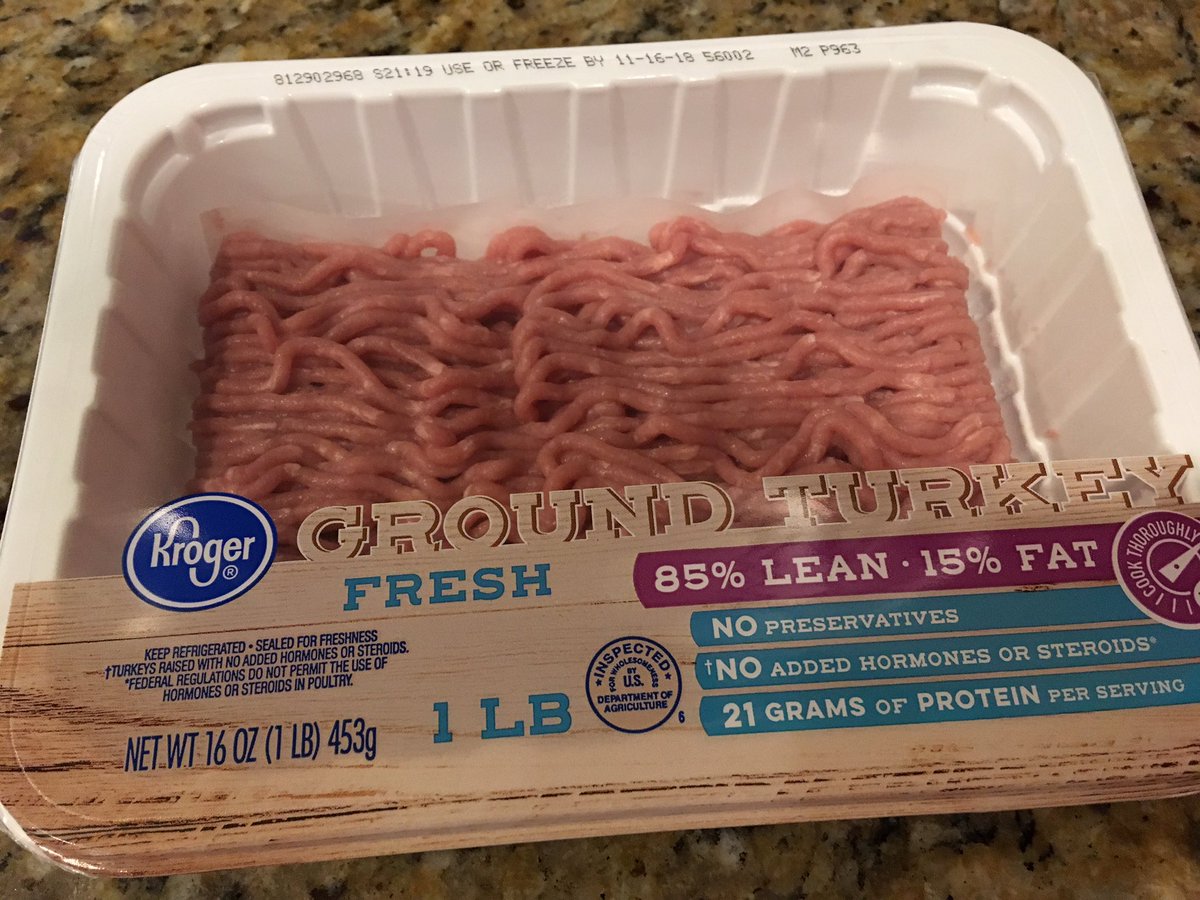 812902968 S21:19 USE OR FREEZE BY 11-16-18 56002 M2 P963
Kroger®
GROUND TURKEY
FRESH
85% LEAN · 15% FAT
COOK THOROUGHLY
NO PRESERVATIVES
†NO ADDED HORMONES OR STEROIDS*
21 GRAMS OF PROTEIN PER SERVING
KEEP REFRIGERATED • SEALED FOR FRESHNESS
†TURKEYS RAISED WITH NO ADDED HORMONES OR STEROIDS.
*FEDERAL REGULATIONS DO NOT PERMIT THE USE OF
HORMONES OR STEROIDS IN POULTRY.
NET WT 16 OZ (1 LB) 453g
1 LB
INSPECTED
FOR WHOLESOMENESS
BY
U.S.
DEPARTMENT OF
AGRICULTURE
6